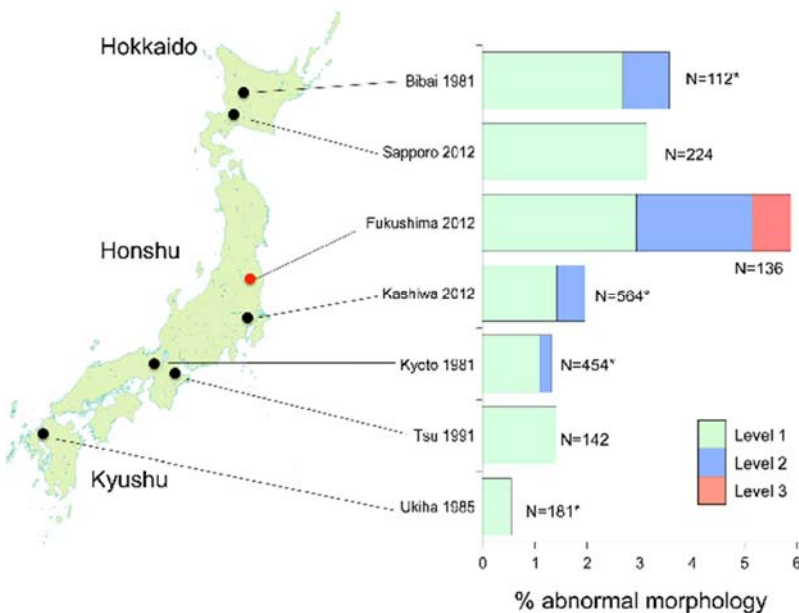 Hokkaido
Bibai 1981
N=112*
Sapporo 2012
N=224
Fukushima 2012
Honshu
N=136
Kashiwa 2012
N=564*
Kyoto 1981
N=454*
Tsu 1991
N=142
Level 1
Level 2
Level 3
Kyushu
Ukiha 1985
N=181*
0 1 2 3 4 5 6
% abnormal morphology